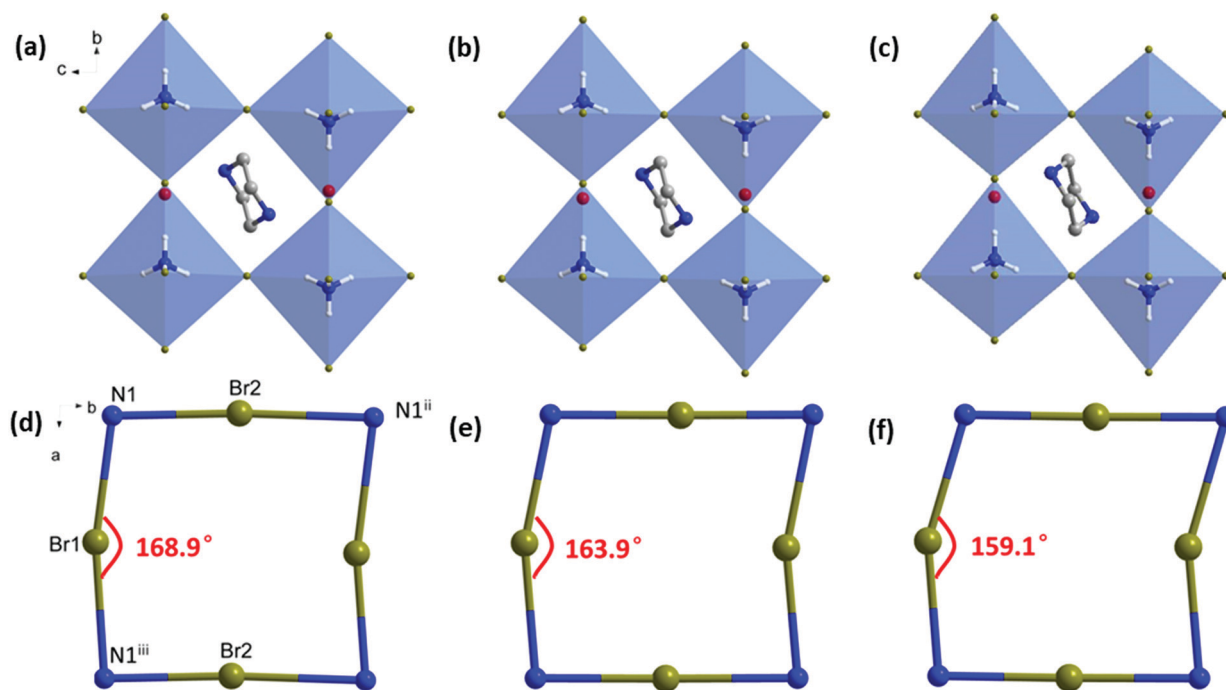 (a)
b
c
(b)
(c)
N1
Br2
N1ii
(d)
b
a
Br1
168.9°
N1iii
Br2
(e)
163.9°
(f)
159.1°